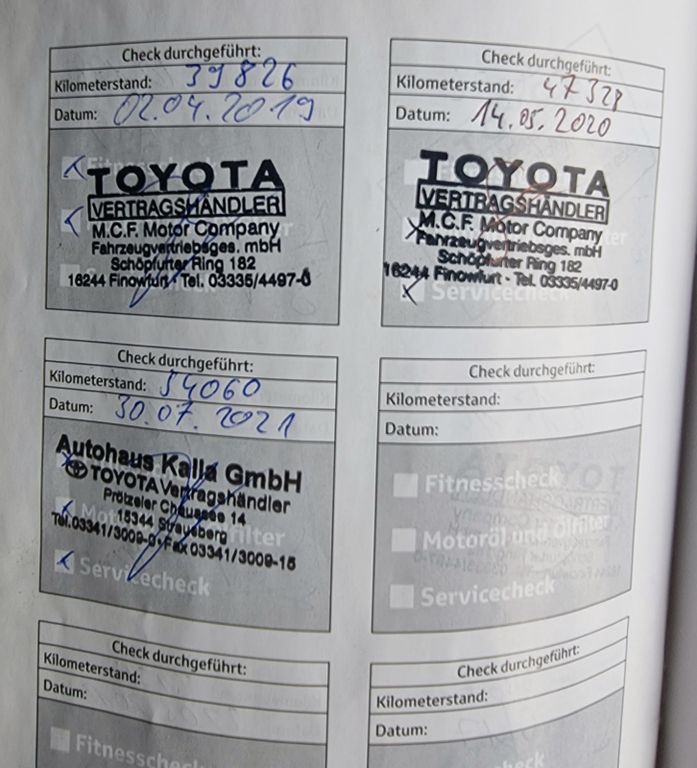 Check durchgeführt:
Kilometerstand: 39826
Datum: 02.04.2019
TOYOTA
VERTRAGSHÄNDLER
M.C.F. Motor Company
Fahrzeugvertriebsges. mbH
Schöpfurter Ring 182
16244 Finowfurt · Tel. 03335/4497-0
Check durchgeführt:
Kilometerstand: 47328
Datum: 14.05.2020
TOYOTA
VERTRAGSHÄNDLER
M.C.F. Motor Company
Fahrzeugvertriebsges. mbH
Schöpfurter Ring 182
16244 Finowfurt · Tel. 03335/4497-0
Servicecheck
Check durchgeführt:
Kilometerstand: 54060
Datum: 30.07.2021
Autohaus Kalla GmbH
TOYOTA Vertragshändler
Prötzeler Chaussee 14
15344 Strausberg
Tel. 03341/3009-0 · Fax 03341/3009-15
Servicecheck
Check durchgeführt:
Kilometerstand:
Datum:
Fitnesscheck
Motoröl und Ölfilter
Servicecheck
Check durchgeführt:
Kilometerstand:
Datum:
Fitnesscheck
Check durchgeführt:
Kilometerstand:
Datum: